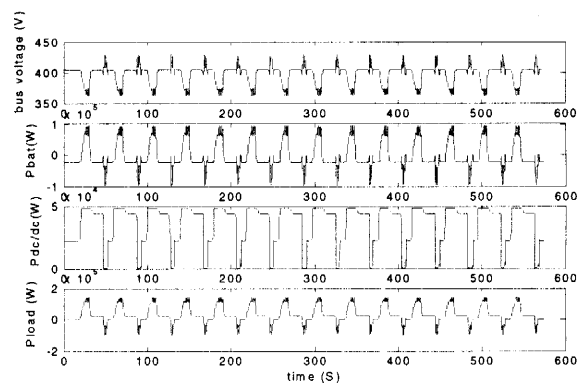 bus voltage (V)
450
400
350
0 100 200 300 400 500 600
x 10^5
Pbat(W)
1
0
-1
0 100 200 300 400 500 600
x 10^4
Pdc/dc(W)
5
0
0 100 200 300 400 500 600
x 10^5
Pload (W)
2
0
-2
0 100 200 300 400 500 600
time (S)